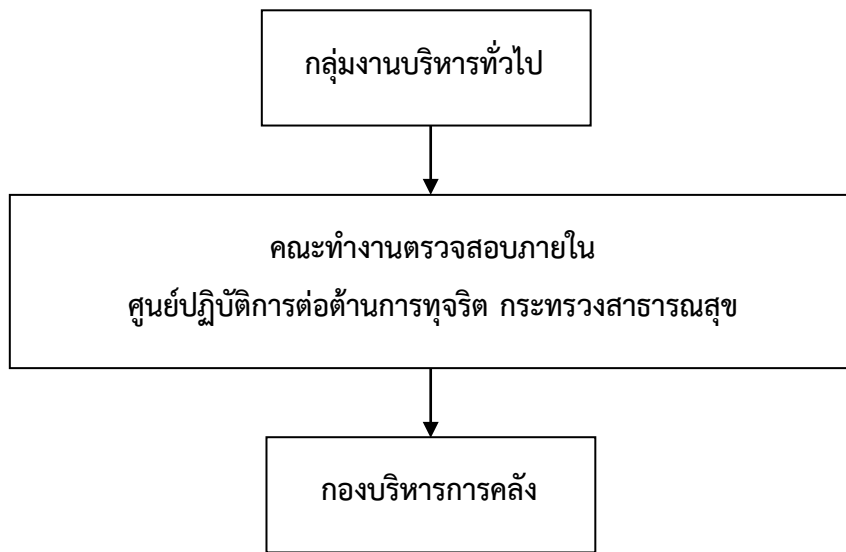 กลุ่มงานบริหารทั่วไป
คณะทำงานตรวจสอบภายใน
ศูนย์ปฏิบัติการต่อต้านการทุจริต กระทรวงสาธารณสุข
กองบริหารการคลัง